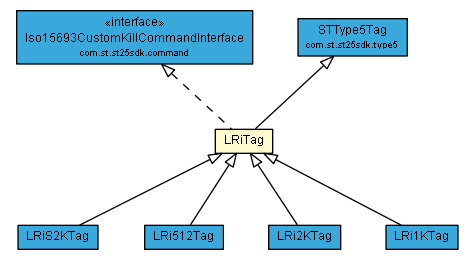 «interface»
Iso15693CustomKillCommandInterface
com.st.st25sdk.command
STType5Tag
com.st.st25sdk.type5
LRiTag
LRiS2KTag
LRi512Tag
LRi2KTag
LRi1KTag